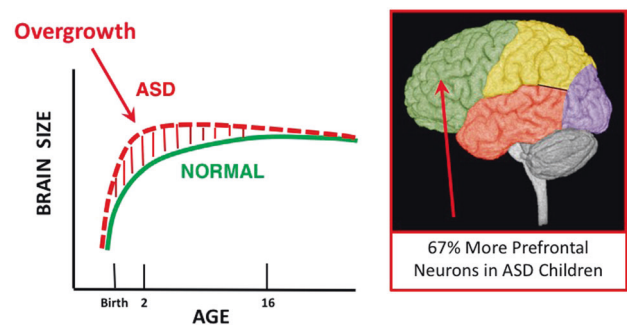 Overgrowth
ASD
NORMAL
BRAIN SIZE
Birth 2 16
AGE
67% More Prefrontal
Neurons in ASD Children